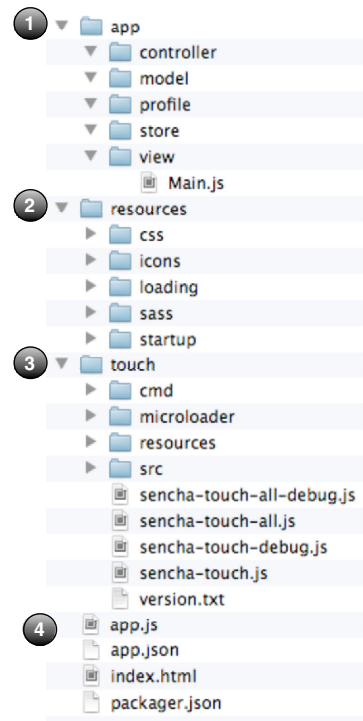 1 app
controller
model
profile
store
view
Main.js
2 resources
css
icons
loading
sass
startup
3 touch
cmd
microloader
resources
src
sencha-touch-all-debug.js
sencha-touch-all.js
sencha-touch-debug.js
sencha-touch.js
version.txt
4 app.js
app.json
index.html
packager.json